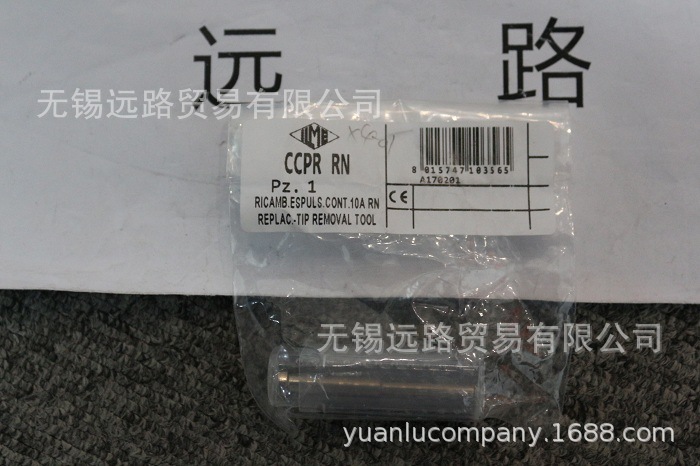 远 路
无锡远路贸易有限公司
ILME
CCPR RN
Pz. 1
RICAMB.ESPULS.CONT.10A RN
REPLAC.-TIP REMOVAL TOOL
8 015747 103565
A170201
CE
无锡远路贸易有限公司
yuanlucompany.1688.com